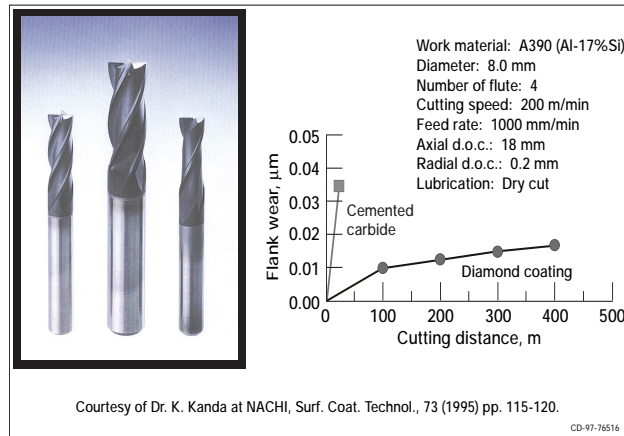 Work material: A390 (Al-17%Si)
Diameter: 8.0 mm
Number of flute: 4
Cutting speed: 200 m/min
Feed rate: 1000 mm/min
Axial d.o.c.: 18 mm
Radial d.o.c.: 0.2 mm
Lubrication: Dry cut
0.05
0.04
0.03
0.02
0.01
0.00
Flank wear, µm
Cemented
carbide
Diamond coating
0 100 200 300 400 500
Cutting distance, m
Courtesy of Dr. K. Kanda at NACHI, Surf. Coat. Technol., 73 (1995) pp. 115-120.
CD-97-76516